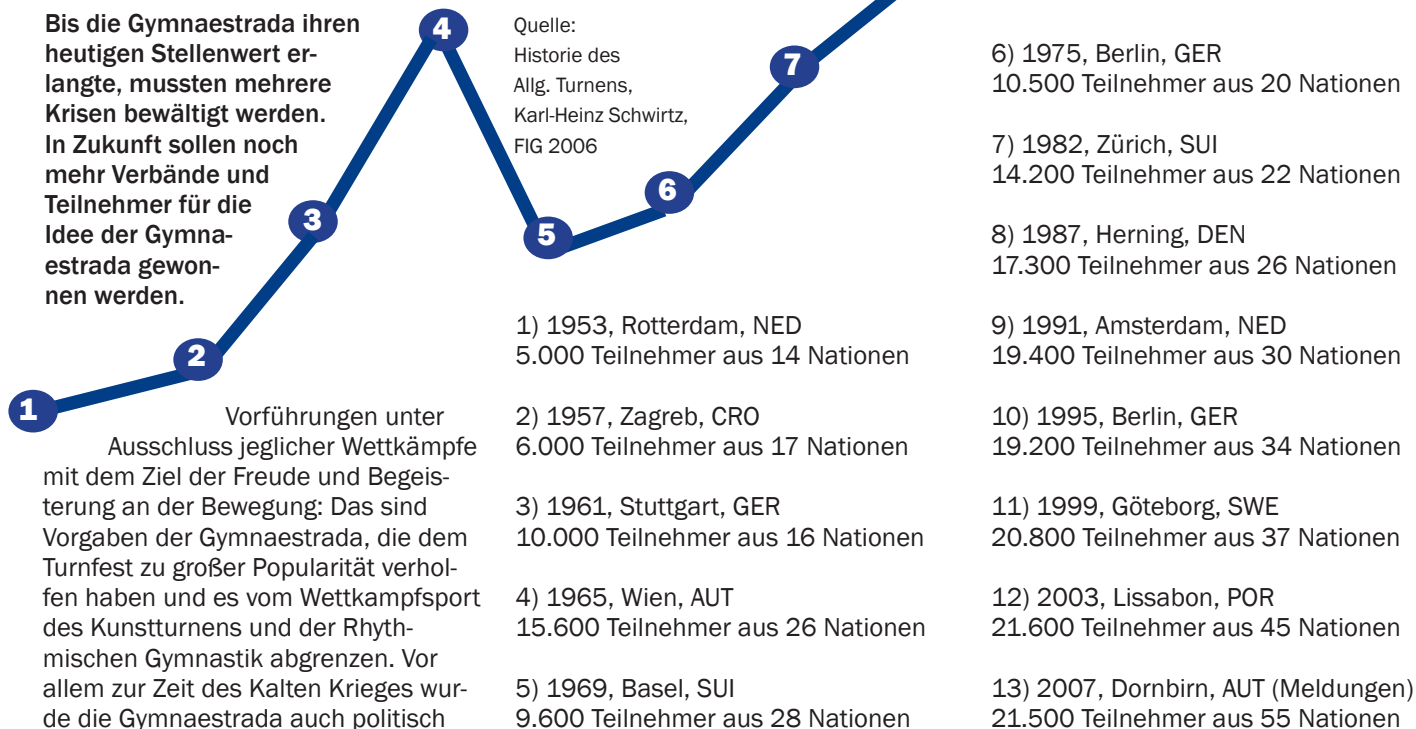 Bis die Gymnaestrada ihren
heutigen Stellenwert er-
langte, mussten mehrere
Krisen bewältigt werden.
In Zukunft sollen noch
mehr Verbände und
Teilnehmer für die
Idee der Gymna-
estrada gewon-
nen werden.
1
2
3
4
5
6
7
Quelle:
Historie des
Allg. Turnens,
Karl-Heinz Schwirtz,
FIG 2006
Vorführungen unter
Ausschluss jeglicher Wettkämpfe
mit dem Ziel der Freude und Begeis-
terung an der Bewegung: Das sind
Vorgaben der Gymnaestrada, die dem
Turnfest zu großer Popularität verhol-
fen haben und es vom Wettkampfsport
des Kunstturnens und der Rhyth-
mischen Gymnastik abgrenzen. Vor
allem zur Zeit des Kalten Krieges wur-
de die Gymnaestrada auch politisch
1) 1953, Rotterdam, NED
5.000 Teilnehmer aus 14 Nationen
2) 1957, Zagreb, CRO
6.000 Teilnehmer aus 17 Nationen
3) 1961, Stuttgart, GER
10.000 Teilnehmer aus 16 Nationen
4) 1965, Wien, AUT
15.600 Teilnehmer aus 26 Nationen
5) 1969, Basel, SUI
9.600 Teilnehmer aus 28 Nationen
6) 1975, Berlin, GER
10.500 Teilnehmer aus 20 Nationen
7) 1982, Zürich, SUI
14.200 Teilnehmer aus 22 Nationen
8) 1987, Herning, DEN
17.300 Teilnehmer aus 26 Nationen
9) 1991, Amsterdam, NED
19.400 Teilnehmer aus 30 Nationen
10) 1995, Berlin, GER
19.200 Teilnehmer aus 34 Nationen
11) 1999, Göteborg, SWE
20.800 Teilnehmer aus 37 Nationen
12) 2003, Lissabon, POR
21.600 Teilnehmer aus 45 Nationen
13) 2007, Dornbirn, AUT (Meldungen)
21.500 Teilnehmer aus 55 Nationen